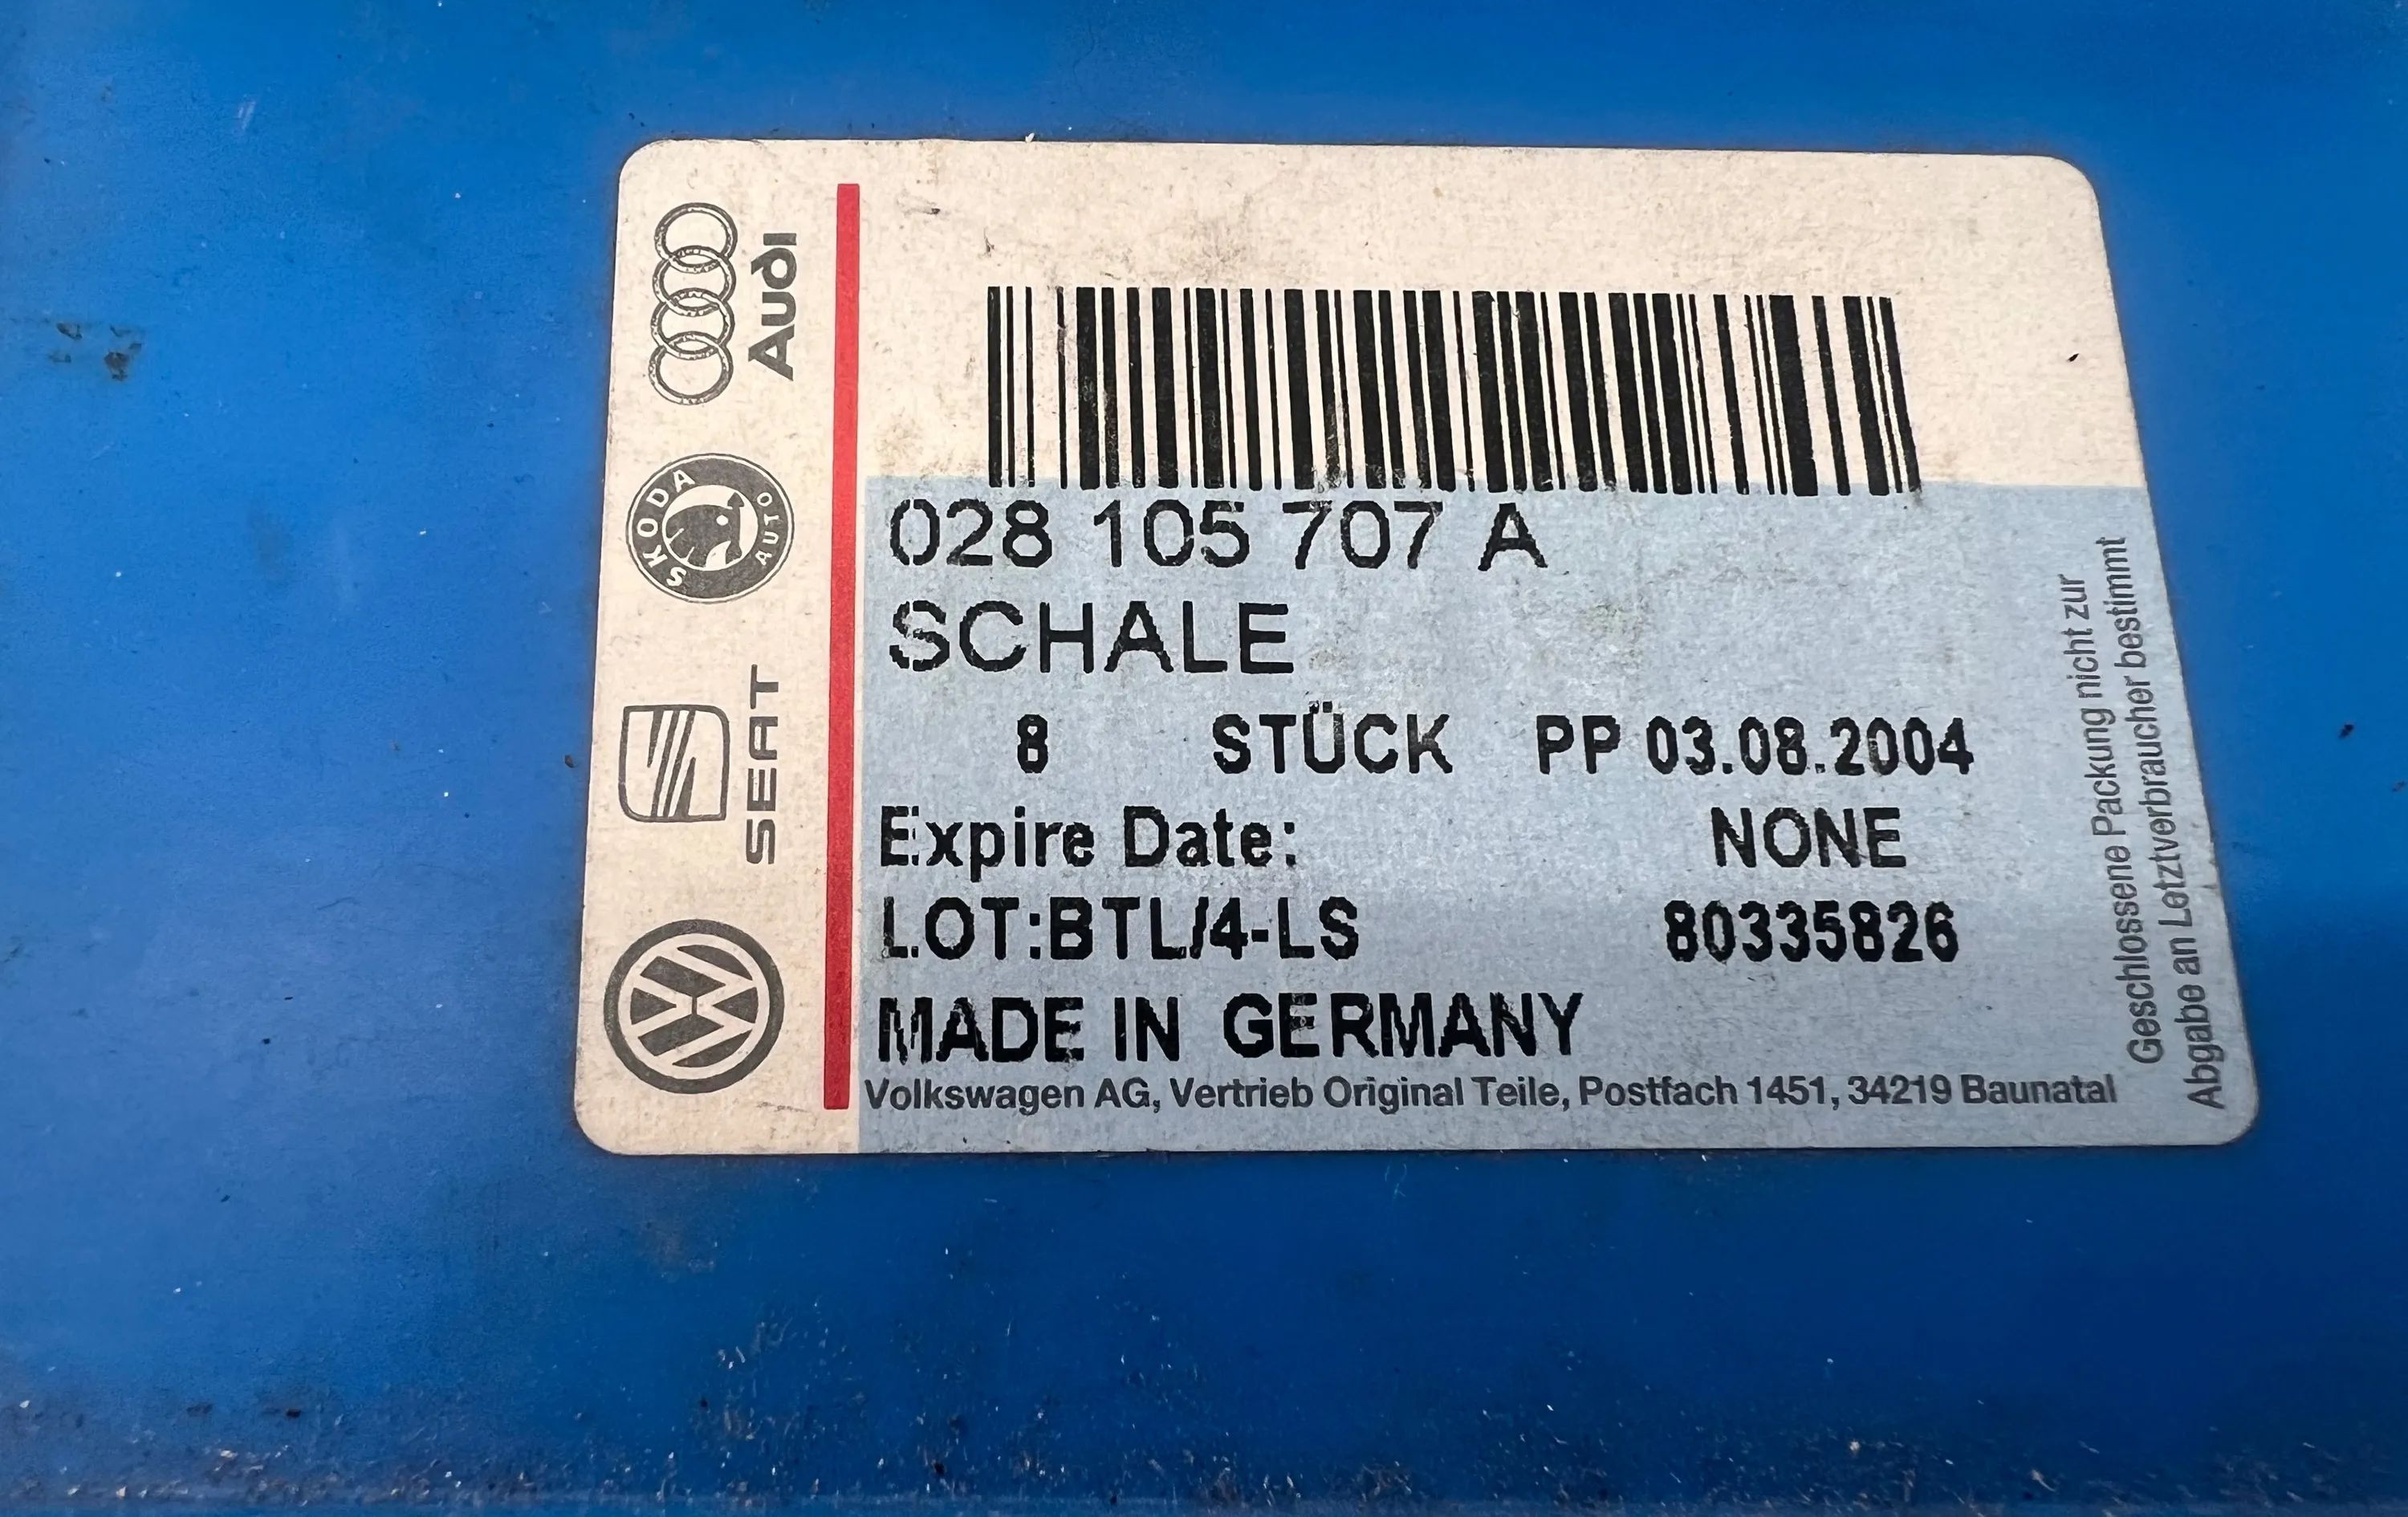 Audi
SKODA AUTO
SEAT
028 105 707 A
SCHALE
8 STÜCK PP 03.08.2004
Expire Date: NONE
LOT:BTL/4-LS 80335826
MADE IN GERMANY
Volkswagen AG, Vertrieb Original Teile, Postfach 1451, 34219 Baunatal
Geschlossene Packung nicht zur
Abgabe an Letztverbraucher bestimmt